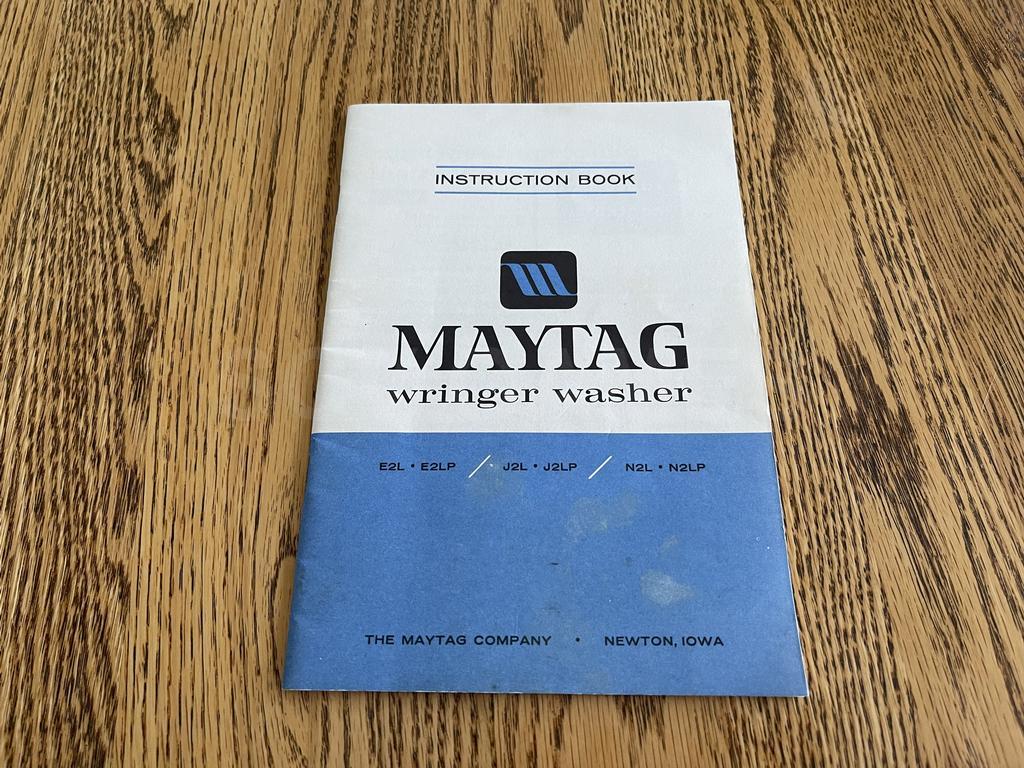 INSTRUCTION BOOK
MAYTAG
wringer washer
E2L • E2LP / J2L • J2LP / N2L • N2LP
THE MAYTAG COMPANY • NEWTON, IOWA